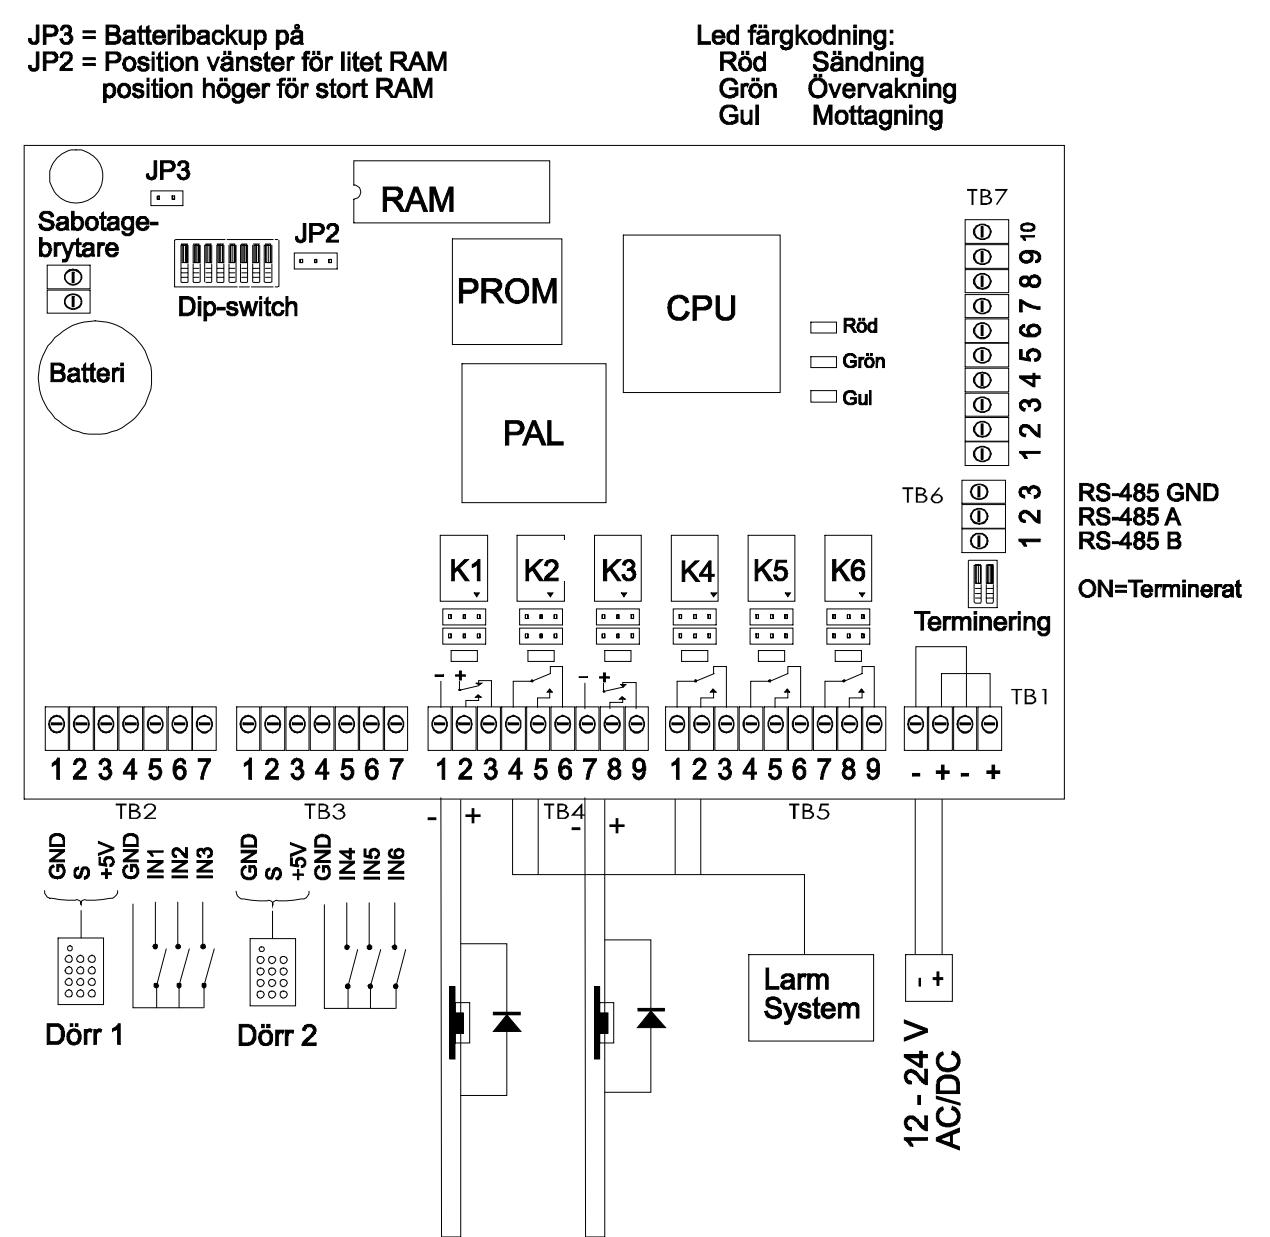 JP3 = Batteribackup på
JP2 = Position vänster för litet RAM
position höger för stort RAM
Led färgkodning:
Röd Sändning
Grön Övervakning
Gul Mottagning
JP3
RAM
TB7
Sabotage-
brytare
JP2
Dip-switch
PROM
CPU
Röd
Grön
Gul
Batteri
PAL
10
9
8
7
6
5
4
3
2
1
TB6
3 RS-485 GND
2 RS-485 A
1 RS-485 B
ON=Terminerat
Terminering
K1 K2 K3 K4 K5 K6
- + - +
TB1
1 2 3 4 5 6 7
1 2 3 4 5 6 7
1 2 3 4 5 6 7 8 9
1 2 3 4 5 6 7 8 9
- + - +
TB2 TB3 TB4 TB5
- + - +
GND S +5V GND IN1 IN2 IN3
GND S +5V GND IN4 IN5 IN6
Dörr 1
Dörr 2
Larm
System
- +
12 - 24 V
AC/DC